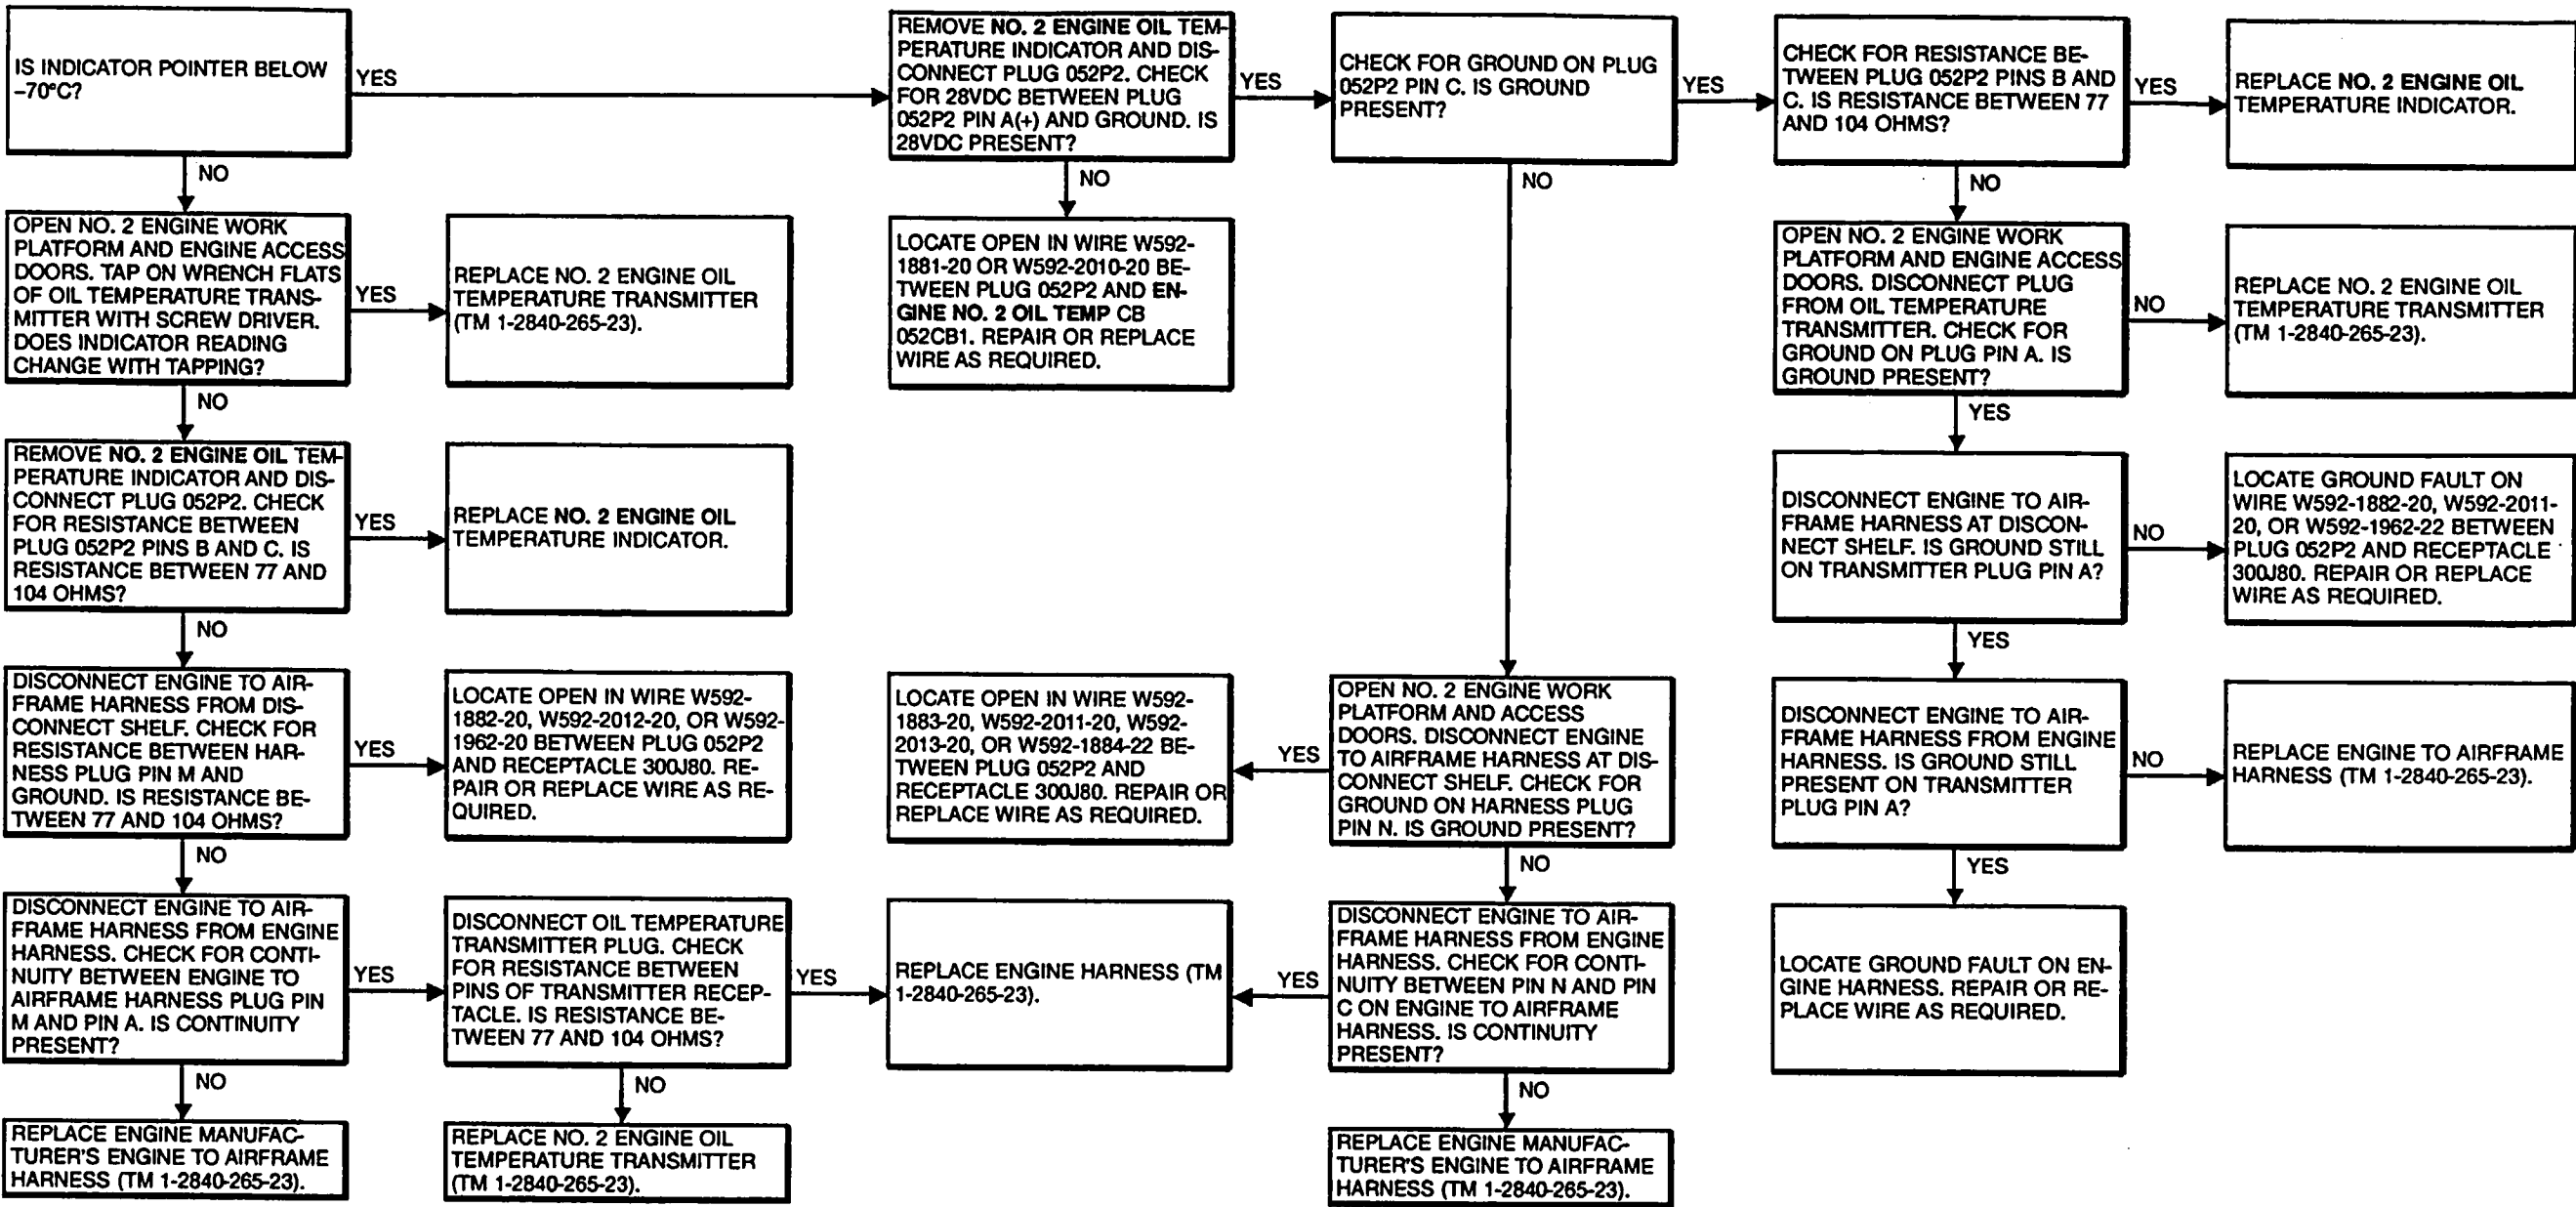 IS INDICATOR POINTER BELOW
–70°C?
YES
NO
REMOVE NO. 2 ENGINE OIL TEM-
PERATURE INDICATOR AND DIS-
CONNECT PLUG 052P2. CHECK
FOR 28VDC BETWEEN PLUG
052P2 PIN A(+) AND GROUND. IS
28VDC PRESENT?
YES
NO
CHECK FOR GROUND ON PLUG
052P2 PIN C. IS GROUND
PRESENT?
YES
NO
CHECK FOR RESISTANCE BE-
TWEEN PLUG 052P2 PINS B AND
C. IS RESISTANCE BETWEEN 77
AND 104 OHMS?
YES
NO
REPLACE NO. 2 ENGINE OIL
TEMPERATURE INDICATOR.
OPEN NO. 2 ENGINE WORK
PLATFORM AND ENGINE ACCESS
DOORS. TAP ON WRENCH FLATS
OF OIL TEMPERATURE TRANS-
MITTER WITH SCREW DRIVER.
DOES INDICATOR READING
CHANGE WITH TAPPING?
YES
NO
REPLACE NO. 2 ENGINE OIL
TEMPERATURE TRANSMITTER
(TM 1-2840-265-23).
LOCATE OPEN IN WIRE W592-
1881-20 OR W592-2010-20 BE-
TWEEN PLUG 052P2 AND EN-
GINE NO. 2 OIL TEMP CB
052CB1. REPAIR OR REPLACE
WIRE AS REQUIRED.
OPEN NO. 2 ENGINE WORK
PLATFORM AND ENGINE ACCESS
DOORS. DISCONNECT PLUG
FROM OIL TEMPERATURE
TRANSMITTER. CHECK FOR
GROUND ON PLUG PIN A. IS
GROUND PRESENT?
NO
YES
REPLACE NO. 2 ENGINE OIL
TEMPERATURE TRANSMITTER
(TM 1-2840-265-23).
REMOVE NO. 2 ENGINE OIL TEM-
PERATURE INDICATOR AND DIS-
CONNECT PLUG 052P2. CHECK
FOR RESISTANCE BETWEEN
PLUG 052P2 PINS B AND C. IS
RESISTANCE BETWEEN 77 AND
104 OHMS?
YES
NO
REPLACE NO. 2 ENGINE OIL
TEMPERATURE INDICATOR.
DISCONNECT ENGINE TO AIR-
FRAME HARNESS AT DISCON-
NECT SHELF. IS GROUND STILL
ON TRANSMITTER PLUG PIN A?
NO
YES
LOCATE GROUND FAULT ON
WIRE W592-1882-20, W592-2011-
20, OR W592-1962-22 BETWEEN
PLUG 052P2 AND RECEPTACLE
300J80. REPAIR OR REPLACE
WIRE AS REQUIRED.
DISCONNECT ENGINE TO AIR-
FRAME HARNESS FROM DIS-
CONNECT SHELF. CHECK FOR
RESISTANCE BETWEEN HAR-
NESS PLUG PIN M AND
GROUND. IS RESISTANCE BE-
TWEEN 77 AND 104 OHMS?
YES
NO
LOCATE OPEN IN WIRE W592-
1882-20, W592-2012-20, OR W592-
1962-20 BETWEEN PLUG 052P2
AND RECEPTACLE 300J80. RE-
PAIR OR REPLACE WIRE AS RE-
QUIRED.
LOCATE OPEN IN WIRE W592-
1883-20, W592-2011-20, W592-
2013-20, OR W592-1884-22 BE-
TWEEN PLUG 052P2 AND
RECEPTACLE 300J80. REPAIR OR
REPLACE WIRE AS REQUIRED.
YES
OPEN NO. 2 ENGINE WORK
PLATFORM AND ACCESS
DOORS. DISCONNECT ENGINE
TO AIRFRAME HARNESS AT DIS-
CONNECT SHELF. CHECK FOR
GROUND ON HARNESS PLUG
PIN N. IS GROUND PRESENT?
NO
DISCONNECT ENGINE TO AIR-
FRAME HARNESS FROM ENGINE
HARNESS. IS GROUND STILL
PRESENT ON TRANSMITTER
PLUG PIN A?
NO
YES
REPLACE ENGINE TO AIRFRAME
HARNESS (TM 1-2840-265-23).
DISCONNECT ENGINE TO AIR-
FRAME HARNESS FROM ENGINE
HARNESS. CHECK FOR CONTI-
NUITY BETWEEN ENGINE TO
AIRFRAME HARNESS PLUG PIN
M AND PIN A. IS CONTINUITY
PRESENT?
YES
NO
DISCONNECT OIL TEMPERATURE
TRANSMITTER PLUG. CHECK
FOR RESISTANCE BETWEEN
PINS OF TRANSMITTER RECEP-
TACLE. IS RESISTANCE BE-
TWEEN 77 AND 104 OHMS?
YES
NO
REPLACE ENGINE HARNESS (TM
1-2840-265-23).
YES
DISCONNECT ENGINE TO AIR-
FRAME HARNESS FROM ENGINE
HARNESS. CHECK FOR CONTI-
NUITY BETWEEN PIN N AND PIN
C ON ENGINE TO AIRFRAME
HARNESS. IS CONTINUITY
PRESENT?
NO
LOCATE GROUND FAULT ON EN-
GINE HARNESS. REPAIR OR RE-
PLACE WIRE AS REQUIRED.
REPLACE ENGINE MANUFAC-
TURER'S ENGINE TO AIRFRAME
HARNESS (TM 1-2840-265-23).
REPLACE NO. 2 ENGINE OIL
TEMPERATURE TRANSMITTER
(TM 1-2840-265-23).
REPLACE ENGINE MANUFAC-
TURER'S ENGINE TO AIRFRAME
HARNESS (TM 1-2840-265-23).